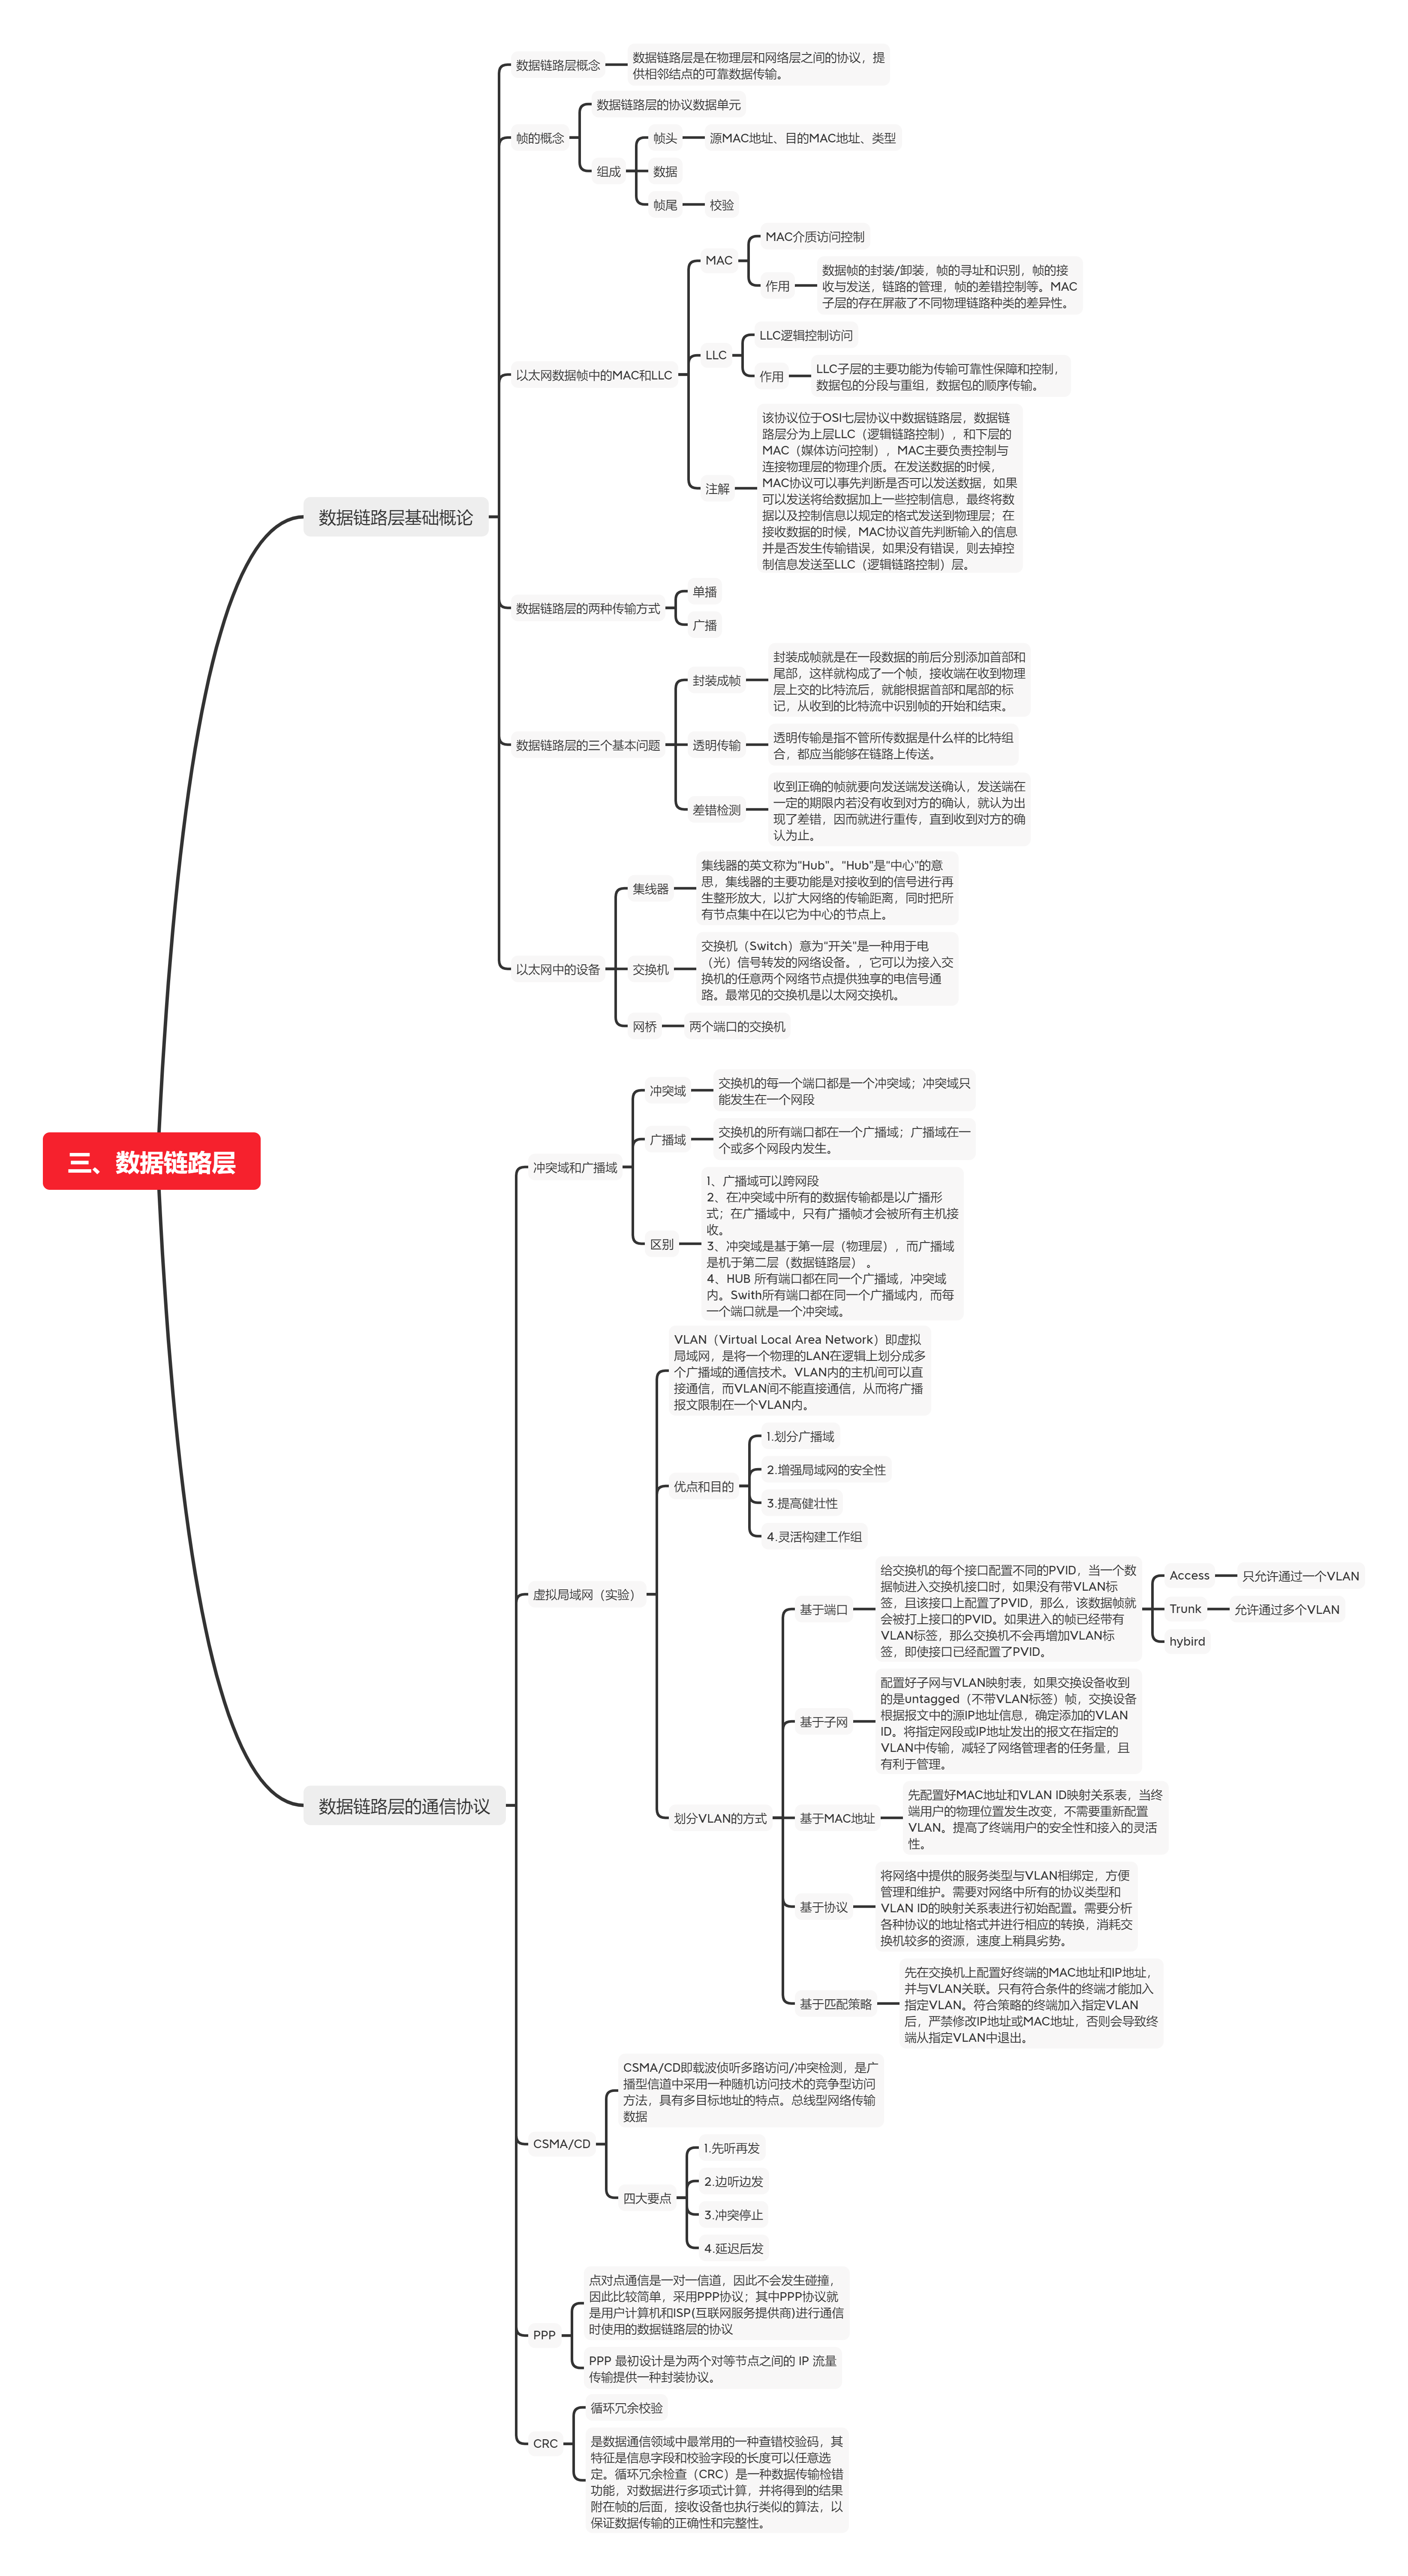 三、数据链路层
数据链路层基础概论
数据链路层概念
数据链路层是在物理层和网络层之间的协议，提
供相邻结点的可靠数据传输。
帧的概念
数据链路层的协议数据单元
组成
帧头
源MAC地址、目的MAC地址、类型
数据
帧尾
校验
以太网数据帧中的MAC和LLC
MAC
MAC介质访问控制
作用
数据帧的封装/卸装，帧的寻址和识别，帧的接
收与发送，链路的管理，帧的差错控制等。MAC
子层的存在屏蔽了不同物理链路种类的差异性。
LLC
LLC逻辑控制访问
作用
LLC子层的主要功能为传输可靠性保障和控制，
数据包的分段与重组，数据包的顺序传输。
注解
该协议位于OSI七层协议中数据链路层，数据链
路层分为上层LLC（逻辑链路控制），和下层的
MAC（媒体访问控制），MAC主要负责控制与
连接物理层的物理介质。在发送数据的时候，
MAC协议可以事先判断是否可以发送数据，如果
可以发送将给数据加上一些控制信息，最终将数
据以及控制信息以规定的格式发送到物理层；在
接收数据的时候，MAC协议首先判断输入的信息
并是否发生传输错误，如果没有错误，则去掉控
制信息发送至LLC（逻辑链路控制）层。
数据链路层的两种传输方式
单播
广播
数据链路层的三个基本问题
封装成帧
封装成帧就是在一段数据的前后分别添加首部和
尾部，这样就构成了一个帧，接收端在收到物理
层上交的比特流后，就能根据首部和尾部的标
记，从收到的比特流中识别帧的开始和结束。
透明传输
透明传输是指不管所传数据是什么样的比特组
合，都应当能够在链路上传送。
差错检测
收到正确的帧就要向发送端发送确认，发送端在
一定的期限内若没有收到对方的确认，就认为出
现了差错，因而就进行重传，直到收到对方的确
认为止。
以太网中的设备
集线器
集线器的英文称为"Hub"。"Hub"是"中心"的意
思，集线器的主要功能是对接收到的信号进行再
生整形放大，以扩大网络的传输距离，同时把所
有节点集中在以它为中心的节点上。
交换机
交换机（Switch）意为"开关"是一种用于电
（光）信号转发的网络设备。，它可以为接入交
换机的任意两个网络节点提供独享的电信号通
路。最常见的交换机是以太网交换机。
网桥
两个端口的交换机
数据链路层的通信协议
冲突域和广播域
冲突域
交换机的每一个端口都是一个冲突域；冲突域只
能发生在一个网段
广播域
交换机的所有端口都在一个广播域；广播域在一
个或多个网段内发生。
区别
1、广播域可以跨网段
2、在冲突域中所有的数据传输都是以广播形
式；在广播域中，只有广播帧才会被所有主机接
收。
3、冲突域是基于第一层（物理层），而广播域
是机于第二层（数据链路层） 。
4、HUB 所有端口都在同一个广播域，冲突域
内。Swith所有端口都在同一个广播域内，而每
一个端口就是一个冲突域。
虚拟局域网（实验）
VLAN（Virtual Local Area Network）即虚拟
局域网，是将一个物理的LAN在逻辑上划分成多
个广播域的通信技术。VLAN内的主机间可以直
接通信，而VLAN间不能直接通信，从而将广播
报文限制在一个VLAN内。
优点和目的
1.划分广播域
2.增强局域网的安全性
3.提高健壮性
4.灵活构建工作组
划分VLAN的方式
基于端口
给交换机的每个接口配置不同的PVID，当一个数
据帧进入交换机接口时，如果没有带VLAN标
签，且该接口上配置了PVID，那么，该数据帧就
会被打上接口的PVID。如果进入的帧已经带有
VLAN标签，那么交换机不会再增加VLAN标
签，即使接口已经配置了PVID。
Access
只允许通过一个VLAN
Trunk
允许通过多个VLAN
hybird
基于子网
配置好子网与VLAN映射表，如果交换设备收到
的是untagged（不带VLAN标签）帧，交换设备
根据报文中的源IP地址信息，确定添加的VLAN
ID。将指定网段或IP地址发出的报文在指定的
VLAN中传输，减轻了网络管理者的任务量，且
有利于管理。
基于MAC地址
先配置好MAC地址和VLAN ID映射关系表，当终
端用户的物理位置发生改变，不需要重新配置
VLAN。提高了终端用户的安全性和接入的灵活
性。
基于协议
将网络中提供的服务类型与VLAN相绑定，方便
管理和维护。需要对网络中所有的协议类型和
VLAN ID的映射关系表进行初始配置。需要分析
各种协议的地址格式并进行相应的转换，消耗交
换机较多的资源，速度上稍具劣势。
基于匹配策略
先在交换机上配置好终端的MAC地址和IP地址，
并与VLAN关联。只有符合条件的终端才能加入
指定VLAN。符合策略的终端加入指定VLAN
后，严禁修改IP地址或MAC地址，否则会导致终
端从指定VLAN中退出。
CSMA/CD
CSMA/CD即载波侦听多路访问/冲突检测，是广
播型信道中采用一种随机访问技术的竞争型访问
方法，具有多目标地址的特点。总线型网络传输
数据
四大要点
1.先听再发
2.边听边发
3.冲突停止
4.延迟后发
PPP
点对点通信是一对一信道，因此不会发生碰撞，
因此比较简单，采用PPP协议；其中PPP协议就
是用户计算机和ISP(互联网服务提供商)进行通信
时使用的数据链路层的协议
PPP 最初设计是为两个对等节点之间的 IP 流量
传输提供一种封装协议。
CRC
循环冗余校验
是数据通信领域中最常用的一种查错校验码，其
特征是信息字段和校验字段的长度可以任意选
定。循环冗余检查（CRC）是一种数据传输检错
功能，对数据进行多项式计算，并将得到的结果
附在帧的后面，接收设备也执行类似的算法，以
保证数据传输的正确性和完整性。